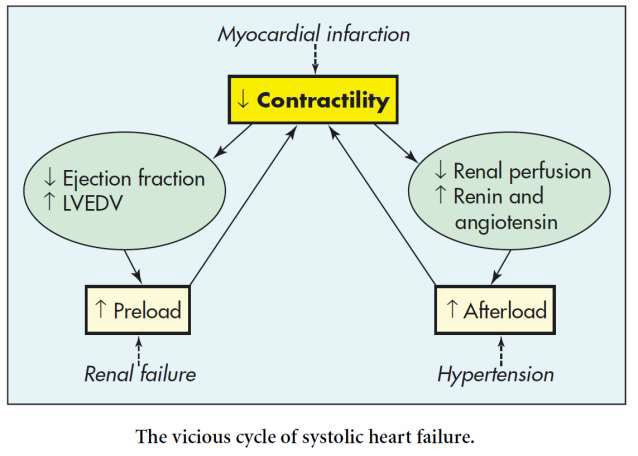 Myocardial infarction
↓ Contractility
↓ Ejection fraction
↑ LVEDV
↓ Renal perfusion
↑ Renin and
angiotensin
↑ Preload
↑ Afterload
Renal failure
Hypertension
The vicious cycle of systolic heart failure.